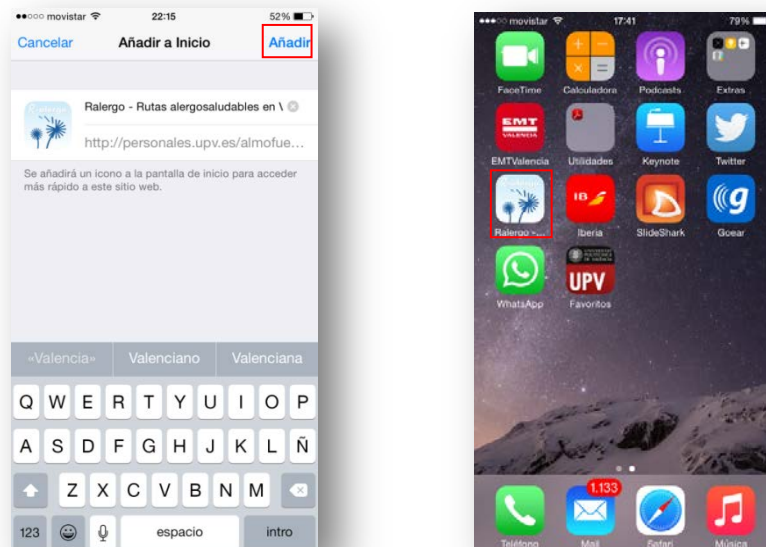 movistar 22:15 52%
Cancelar Añadir a Inicio Añadir
Ralergo - Rutas alergosaludables en \
http://personales.upv.es/almofue...
Se añadirá un icono a la pantalla de inicio para acceder
más rápido a este sitio web.
«Valencia» Valenciano Valenciana
Q W E R T Y U I O P
A S D F G H J K L Ñ
Z X C V B N M
123 espacio intro
movistar 17:41 79%
FaceTime Calculadora Podcasts Extras
EMT
VALENCIA
EMTValencia Utilidades Keynote Twitter
IB
g
Ralergo -... Iberia SlideShark Goear
UPV
WhatsApp Favoritos
1.133
Teléfono Mail Safari Música